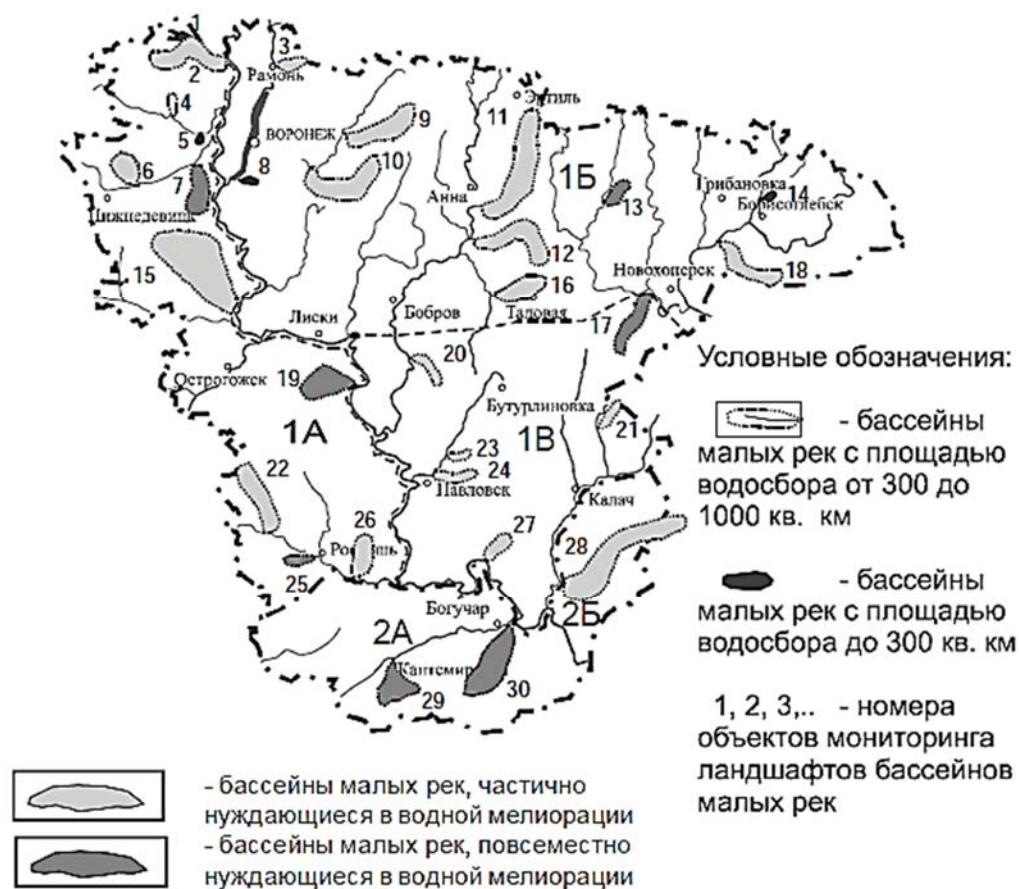 1
3
2
Рамонь
4
Эртиль
9
11
5
ВОРОНЕЖ
6
10
1Б
8
7
Анна
Грибановка
14
13
Борисоглебск
Нижнедевицк
12
Новохоперск
18
15
16
Лиски
Бобров
Таловая
17
20
Острогожск
19
Бутурлиновка
1А
1В
21
23
22
24
Павловск
Калач
26
27
28
25
Богучар
2Б
2А
Кантемир
29
30
Условные обозначения:
- бассейны
малых рек с площадью
водосбора от 300 до
1000 кв. км
- бассейны
малых рек с площадью
водосбора до 300 кв. км
1, 2, 3,.. - номера
объектов мониторинга
ландшафтов бассейнов
малых рек
- бассейны малых рек, частично
нуждающиеся в водной мелиорации
- бассейны малых рек, повсеместно
нуждающиеся в водной мелиорации